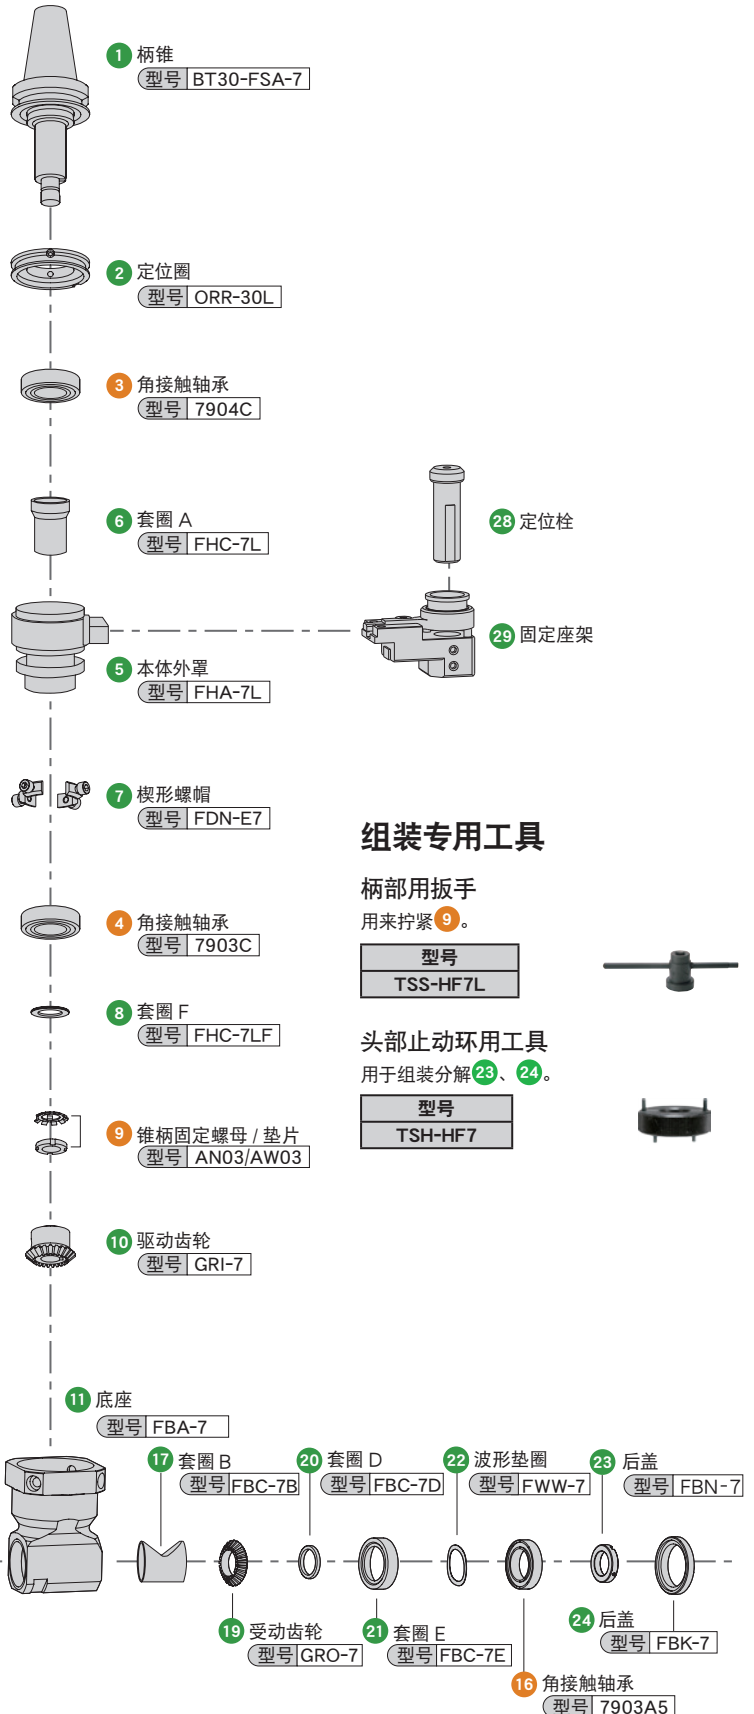 1 柄锥
型号 BT30-FSA-7
2 定位圈
型号 ORR-30L
3 角接触轴承
型号 7904C
6 套圈 A
型号 FHC-7L
28 定位栓
29 固定座架
5 本体外罩
型号 FHA-7L
7 楔形螺帽
型号 FDN-E7
组装专用工具
柄部用扳手
用来拧紧9。
型号
TSS-HF7L
4 角接触轴承
型号 7903C
8 套圈 F
型号 FHC-7LF
头部止动环用工具
用于组装分解23、24。
型号
TSH-HF7
9 锥柄固定螺母 / 垫片
型号 AN03/AW03
10 驱动齿轮
型号 GRI-7
11 底座
型号 FBA-7
17 套圈 B
型号 FBC-7B
20 套圈 D
型号 FBC-7D
22 波形垫圈
型号 FWW-7
23 后盖
型号 FBN-7
19 受动齿轮
型号 GRO-7
21 套圈 E
型号 FBC-7E
24 后盖
型号 FBK-7
16 角接触轴承
型号 7903A5